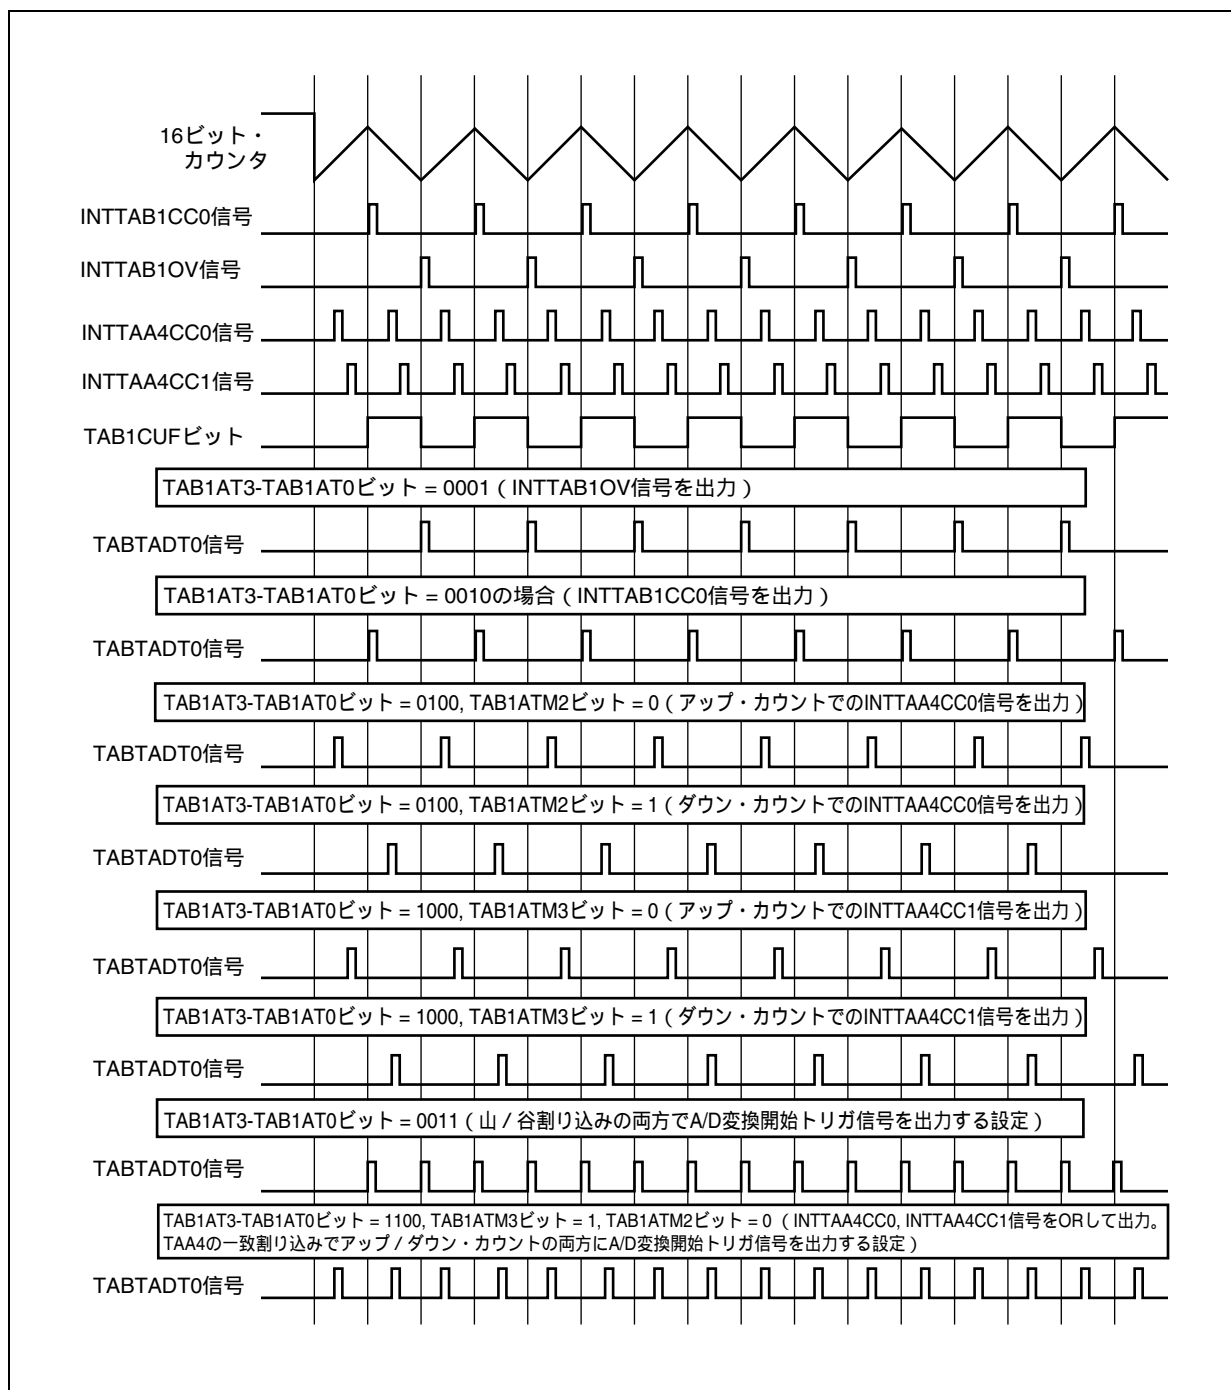 16ビット・
カウンタ
INTTAB1CC0信号
INTTAB1OV信号
INTTAA4CC0信号
INTTAA4CC1信号
TAB1CUFビット
TAB1AT3-TAB1AT0ビット = 0001（INTTAB1OV信号を出力）
TABTADT0信号
TAB1AT3-TAB1AT0ビット = 0010の場合（INTTAB1CC0信号を出力）
TABTADT0信号
TAB1AT3-TAB1AT0ビット = 0100, TAB1ATM2ビット = 0（アップ・カウントでのINTTAA4CC0信号を出力）
TABTADT0信号
TAB1AT3-TAB1AT0ビット = 0100, TAB1ATM2ビット = 1（ダウン・カウントでのINTTAA4CC0信号を出力）
TABTADT0信号
TAB1AT3-TAB1AT0ビット = 1000, TAB1ATM3ビット = 0（アップ・カウントでのINTTAA4CC1信号を出力）
TABTADT0信号
TAB1AT3-TAB1AT0ビット = 1000, TAB1ATM3ビット = 1（ダウン・カウントでのINTTAA4CC1信号を出力）
TABTADT0信号
TAB1AT3-TAB1AT0ビット = 0011（山／谷割り込みの両方でA/D変換開始トリガ信号を出力する設定）
TABTADT0信号
TAB1AT3-TAB1AT0ビット = 1100, TAB1ATM3ビット = 1, TAB1ATM2ビット = 0（INTTAA4CC0, INTTAA4CC1信号をORして出力。
TAA4の一致割り込みでアップ／ダウン・カウントの両方にA/D変換開始トリガ信号を出力する設定）
TABTADT0信号